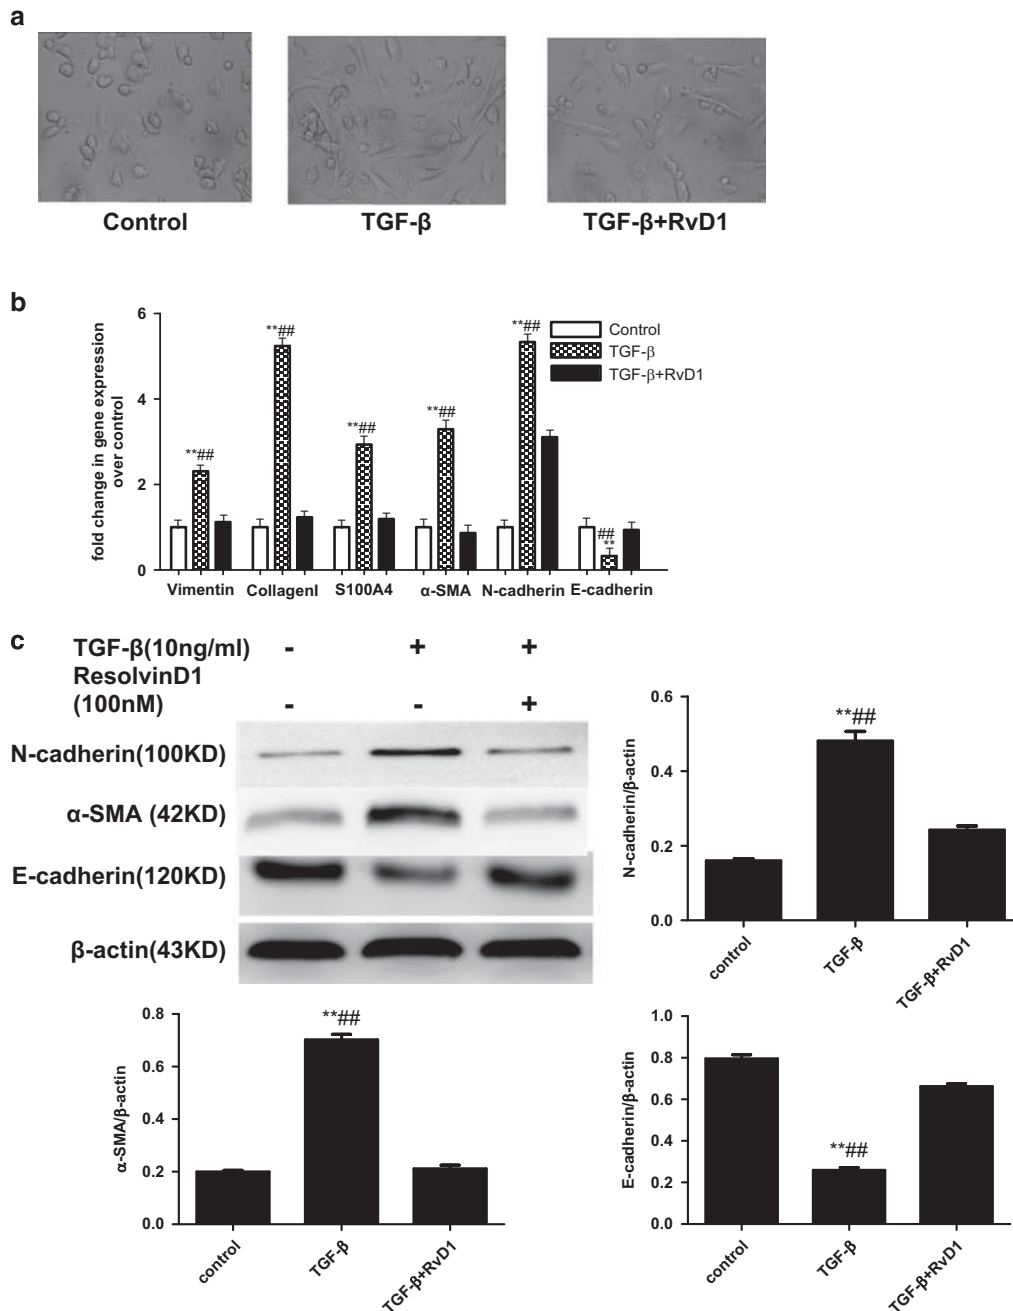 a
Control
TGF-β
TGF-β+RvD1
b
fold change in gene expression
over control
6
4
2
0
**##
**##
**##
**##
**##
##
**
Control
TGF-β
TGF-β+RvD1
Vimentin
CollagenI
S100A4
α-SMA
N-cadherin
E-cadherin
c
TGF-β(10ng/ml) - + +
ResolvinD1
(100nM) - - +
N-cadherin(100KD)
α-SMA (42KD)
E-cadherin(120KD)
β-actin(43KD)
N-cadherin/β-actin
0.6
0.4
0.2
0.0
**##
control
TGF-β
TGF-β+RvD1
α-SMA/β-actin
0.8
0.6
0.4
0.2
0.0
**##
control
TGF-β
TGF-β+RvD1
E-cadherin/β-actin
1.0
0.8
0.6
0.4
0.2
0.0
**##
control
TGF-β
TGF-β+RvD1